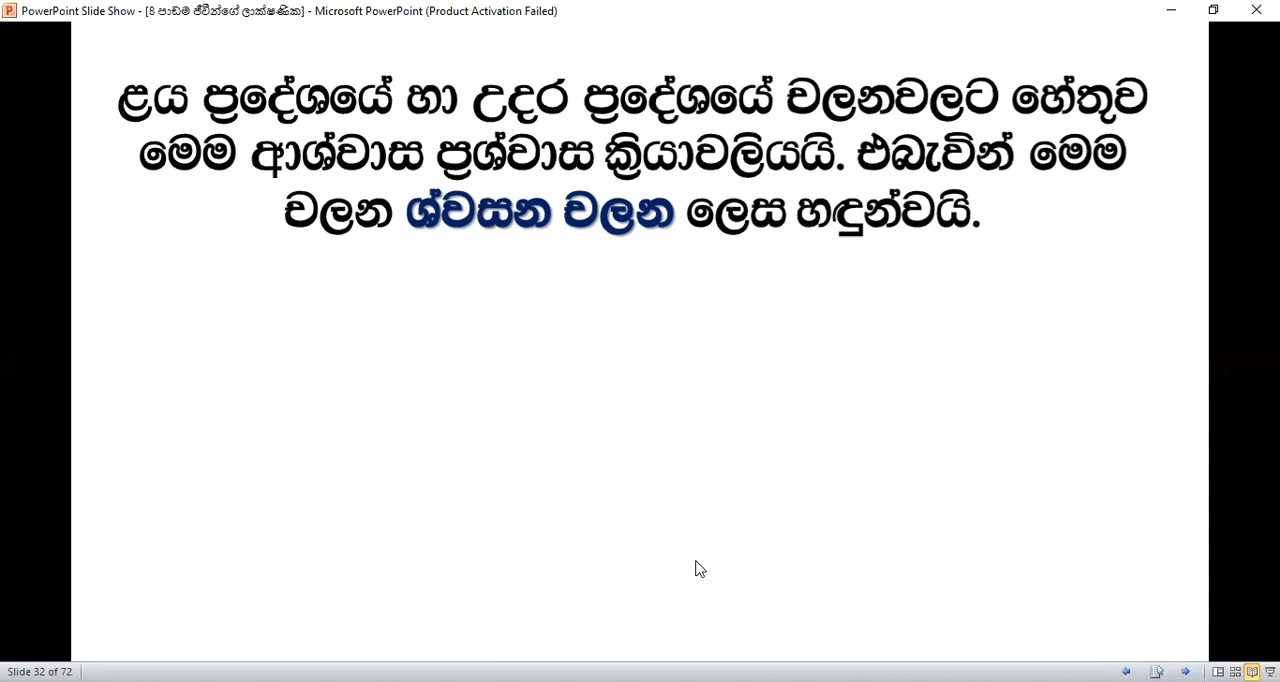 PowerPoint Slide Show - [8 පාඩම ජීවීන්ගේ ලාක්ෂණික] - Microsoft PowerPoint (Product Activation Failed)
ළය ප්‍රදේශයේ හා උදර ප්‍රදේශයේ චලනවලට හේතුව
මෙම ආශ්වාස ප්‍රශ්වාස ක්‍රියාවලියයි. එබැවින් මෙම
චලන ශ්වසන චලන ලෙස හඳුන්වයි.
Slide 32 of 72